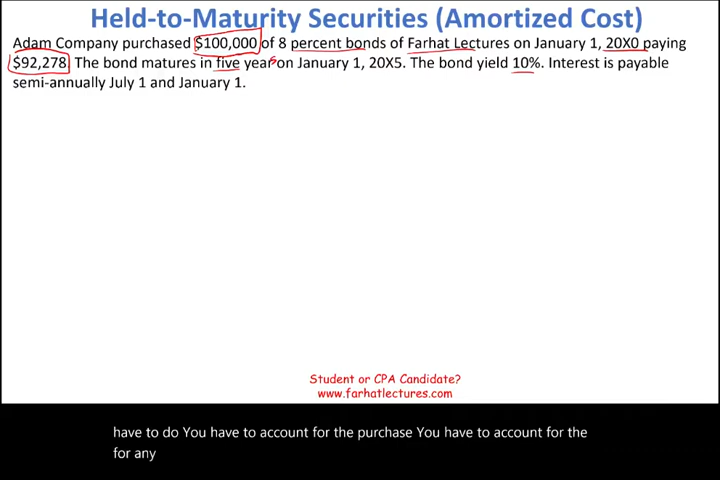 Held-to-Maturity Securities (Amortized Cost)
Adam Company purchased $100,000 of 8 percent bonds of Farhat Lectures on January 1, 20X0 paying
$92,278 The bond matures in five years on January 1, 20X5. The bond yield 10%. Interest is payable
semi-annually July 1 and January 1.
Student or CPA Candidate?
www.farhatlectures.com
have to do You have to account for the purchase You have to account for the
for any